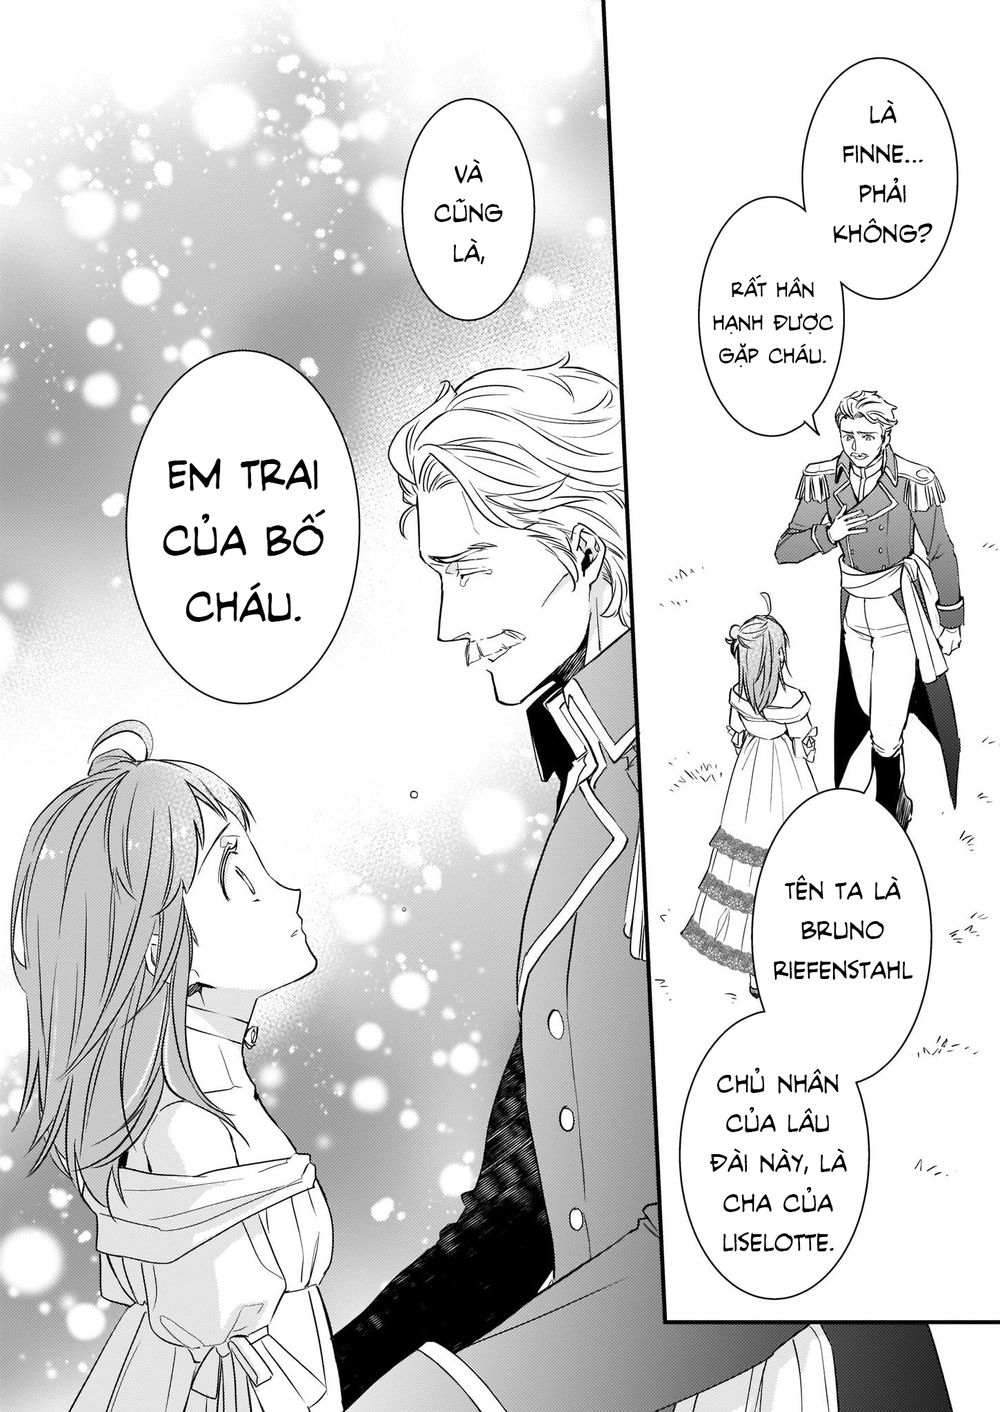 LÀ
FINNE...
PHẢI
KHÔNG?
RẤT HÂN
HẠNH ĐƯỢC
GẶP CHÁU.
TÊN TA LÀ
BRUNO
RIEFENSTAHL
CHỦ NHÂN
CỦA LÂU
ĐÀI NÀY, LÀ
CHA CỦA
LISELOTTE.
VÀ
CŨNG
LÀ,
EM TRAI
CỦA BỐ
CHÁU.